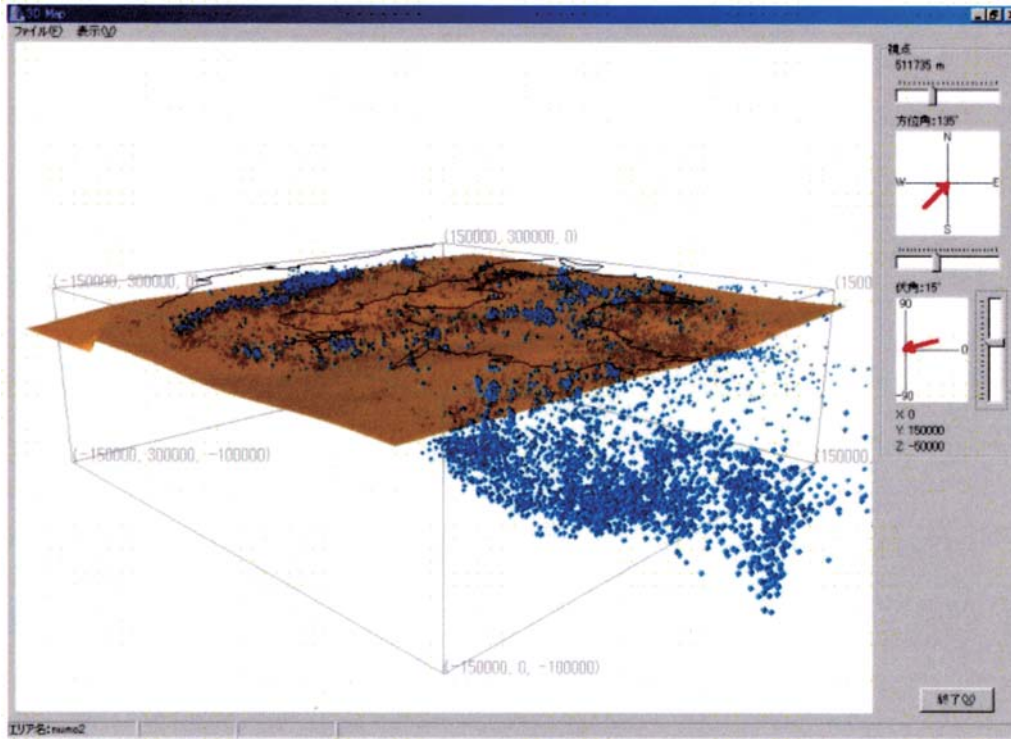 3D Map
ファイル(F) 表示(V)
視点
511735 m
方位角:135°
N
W E
S
伏角:15°
90
0
-90
X: 0
Y: 150000
Z: -50000
(150000, 300000, 0)
(-150000, 300000, 0)
(1500
(-150000, 300000, -100000)
(150000,
(-150000, 0, -100000)
終了(X)
エリア名:numo2